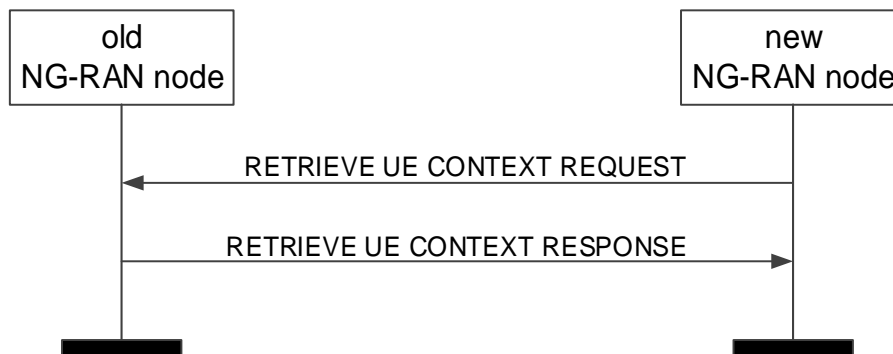 old
NG-RAN node
new
NG-RAN node
RETRIEVE UE CONTEXT REQUEST
RETRIEVE UE CONTEXT RESPONSE